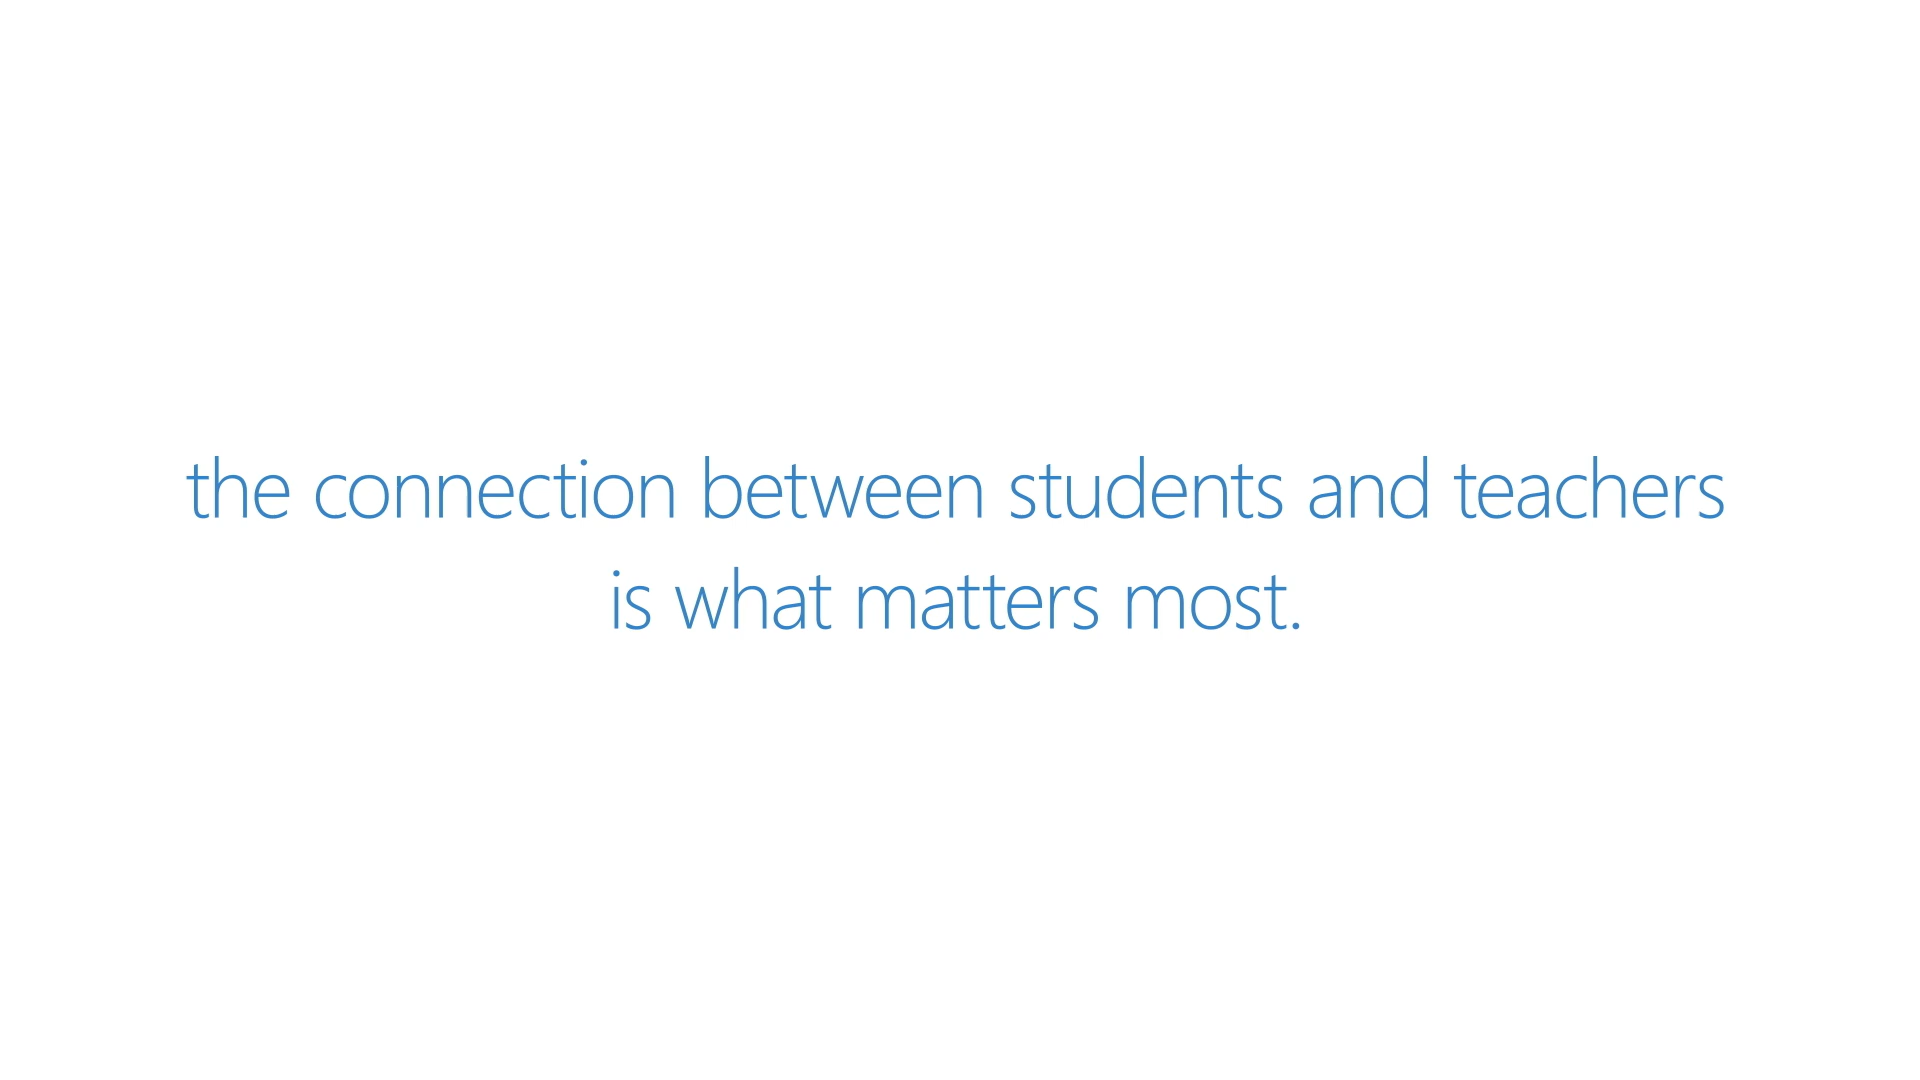 the connection between students and teachers
is what matters most.